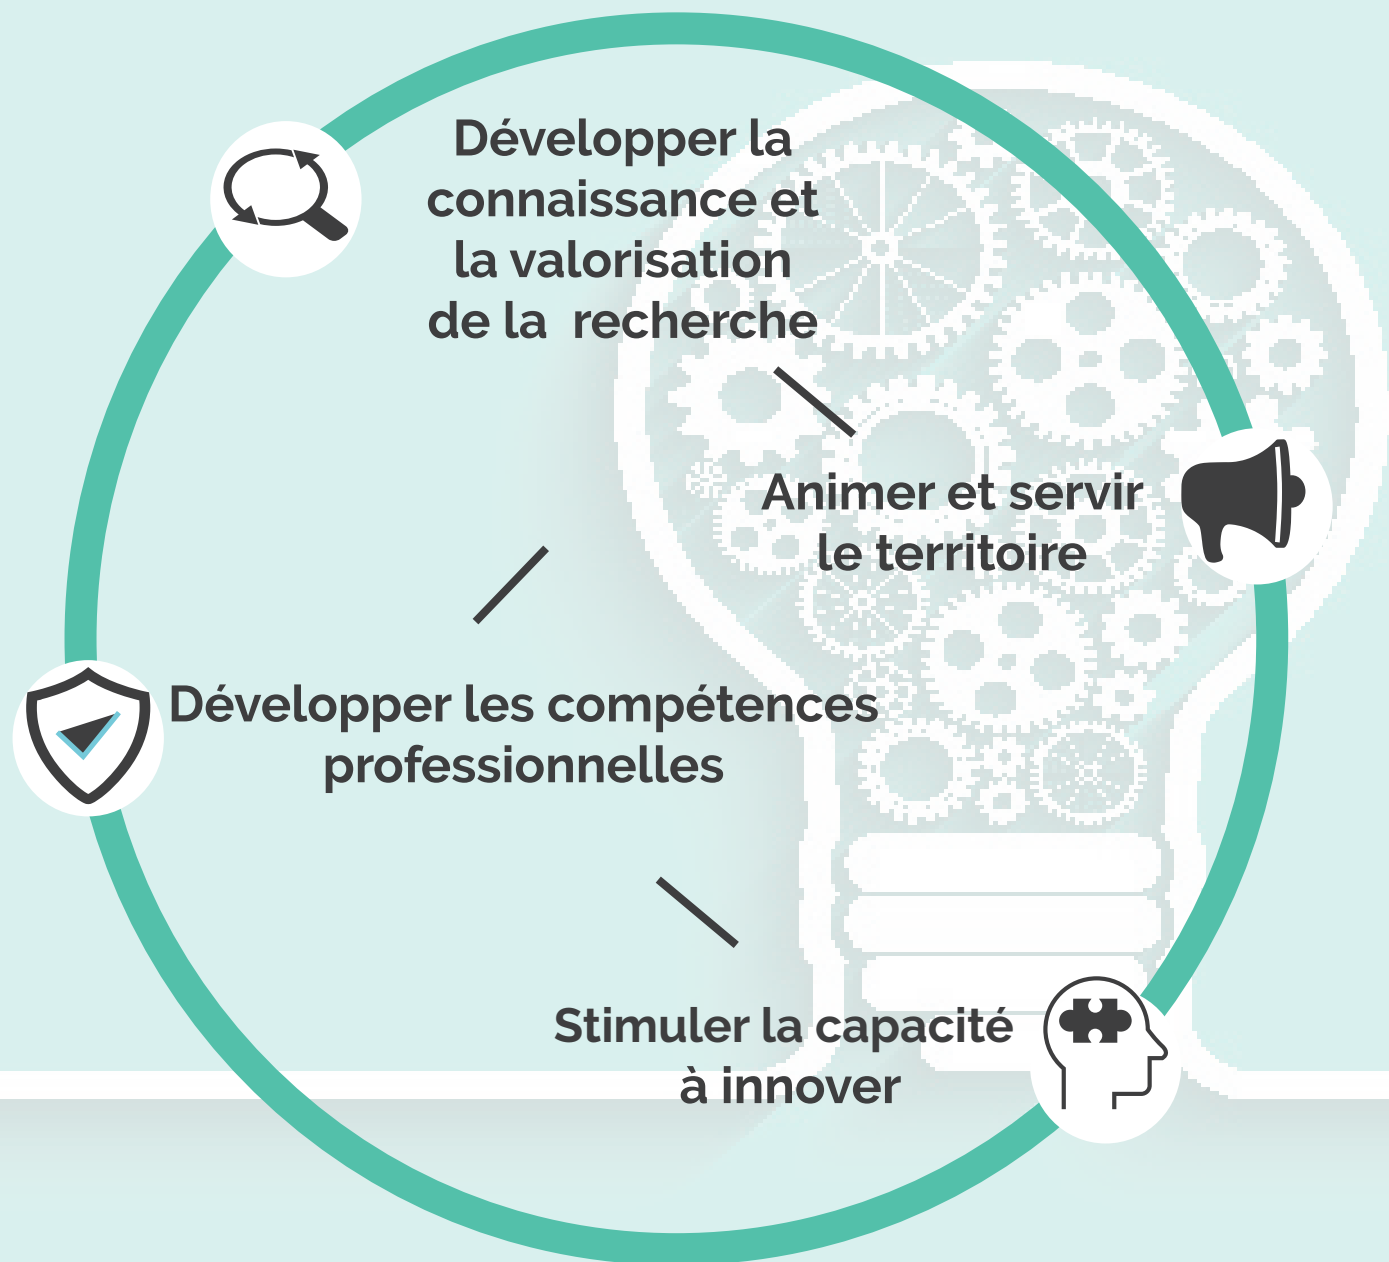 Développer la
connaissance et
la valorisation
de la recherche
Animer et servir
le territoire
Développer les compétences
professionnelles
Stimuler la capacité
à innover